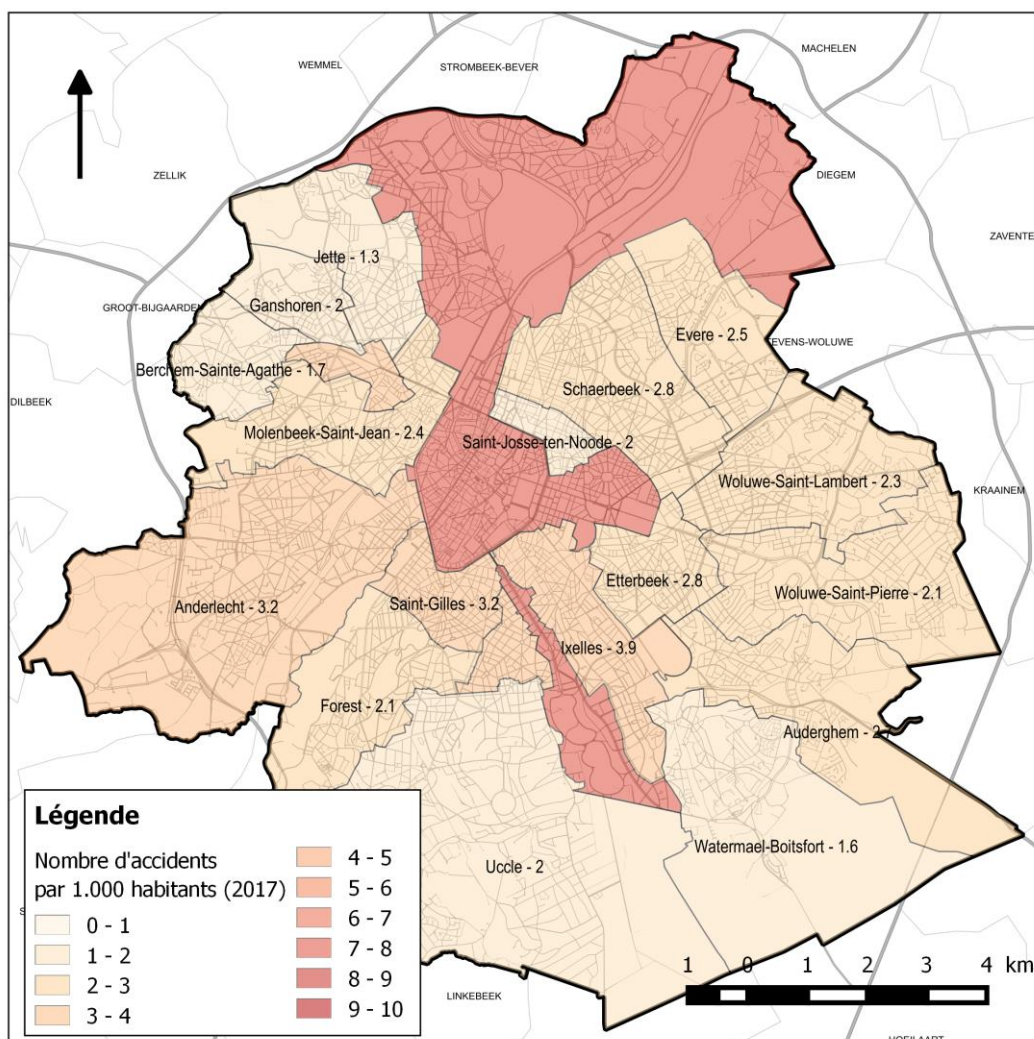 MACHELEN
WEMMEL
STROMBEEK-BEVER
ZELLIK
DIEGEM
ZAVENTE
Jette - 1.3
Ganshoren - 2
GROOT-BIJGAARDEN
Evere - 2.5
EVENS-WOLUWE
Berchem-Sainte-Agathe - 1.7
Schaerbeek - 2.8
DILBEEK
Molenbeek-Saint-Jean - 2.4
Saint-Josse-ten-Noode - 2
Woluwe-Saint-Lambert - 2.3
KRAAINEM
Etterbeek - 2.8
Woluwe-Saint-Pierre - 2.1
Anderlecht - 3.2
Saint-Gilles - 3.2
Ixelles - 3.9
Forest - 2.1
Auderghem - 2.7
Watermael-Boitsfort - 1.6
Uccle - 2
Légende
Nombre d'accidents
par 1.000 habitants (2017)
0 - 1
1 - 2
2 - 3
3 - 4
4 - 5
5 - 6
6 - 7
7 - 8
8 - 9
9 - 10
1 0 1 2 3 4 km
LINKEBEEK